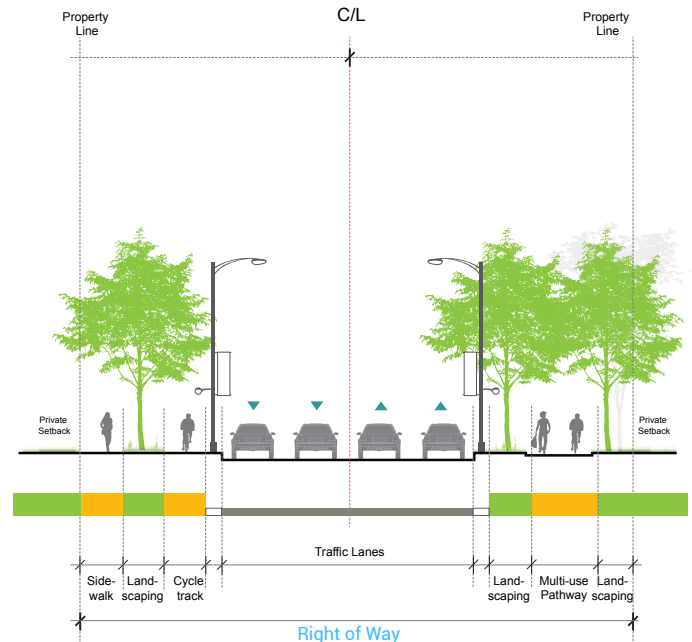 Property
Line
C/L
Property
Line
Private
Setback
Private
Setback
Traffic Lanes
Side-
walk
Land-
scaping
Cycle
track
Land-
scaping
Multi-use
Pathway
Land-
scaping
Right of Way